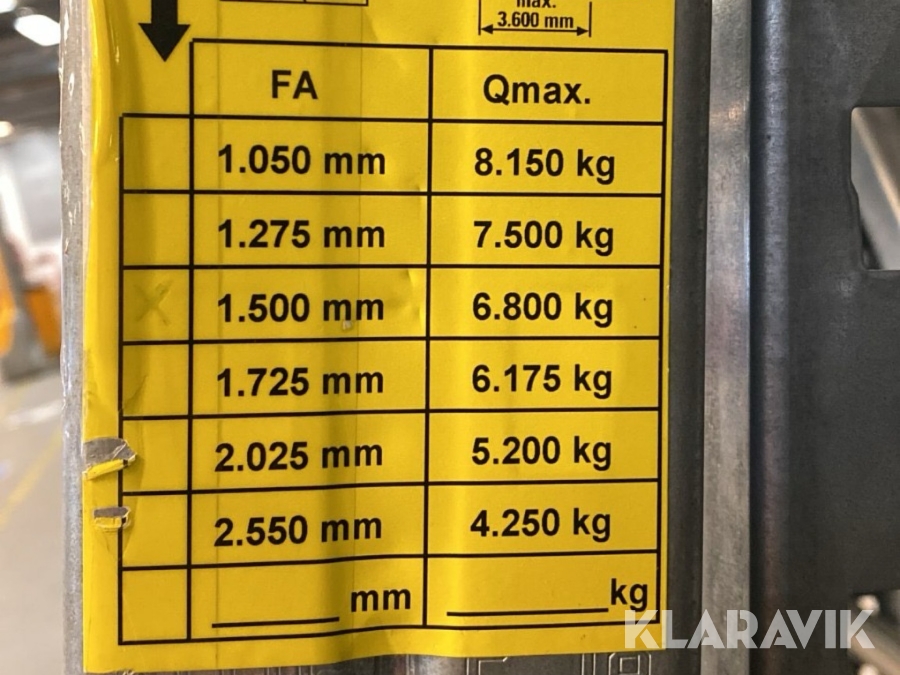 max.
3.600 mm
FA Qmax.
1.050 mm 8.150 kg
1.275 mm 7.500 kg
X 1.500 mm 6.800 kg
1.725 mm 6.175 kg
2.025 mm 5.200 kg
2.550 mm 4.250 kg
______ mm ________ kg
KLARAVIK